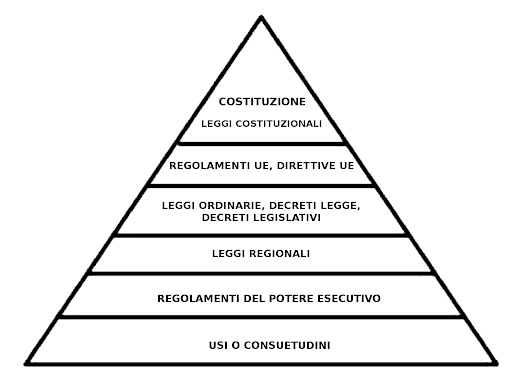 COSTITUZIONE
LEGGI COSTITUZIONALI
REGOLAMENTI UE, DIRETTIVE UE
LEGGI ORDINARIE, DECRETI LEGGE,
DECRETI LEGISLATIVI
LEGGI REGIONALI
REGOLAMENTI DEL POTERE ESECUTIVO
USI O CONSUETUDINI